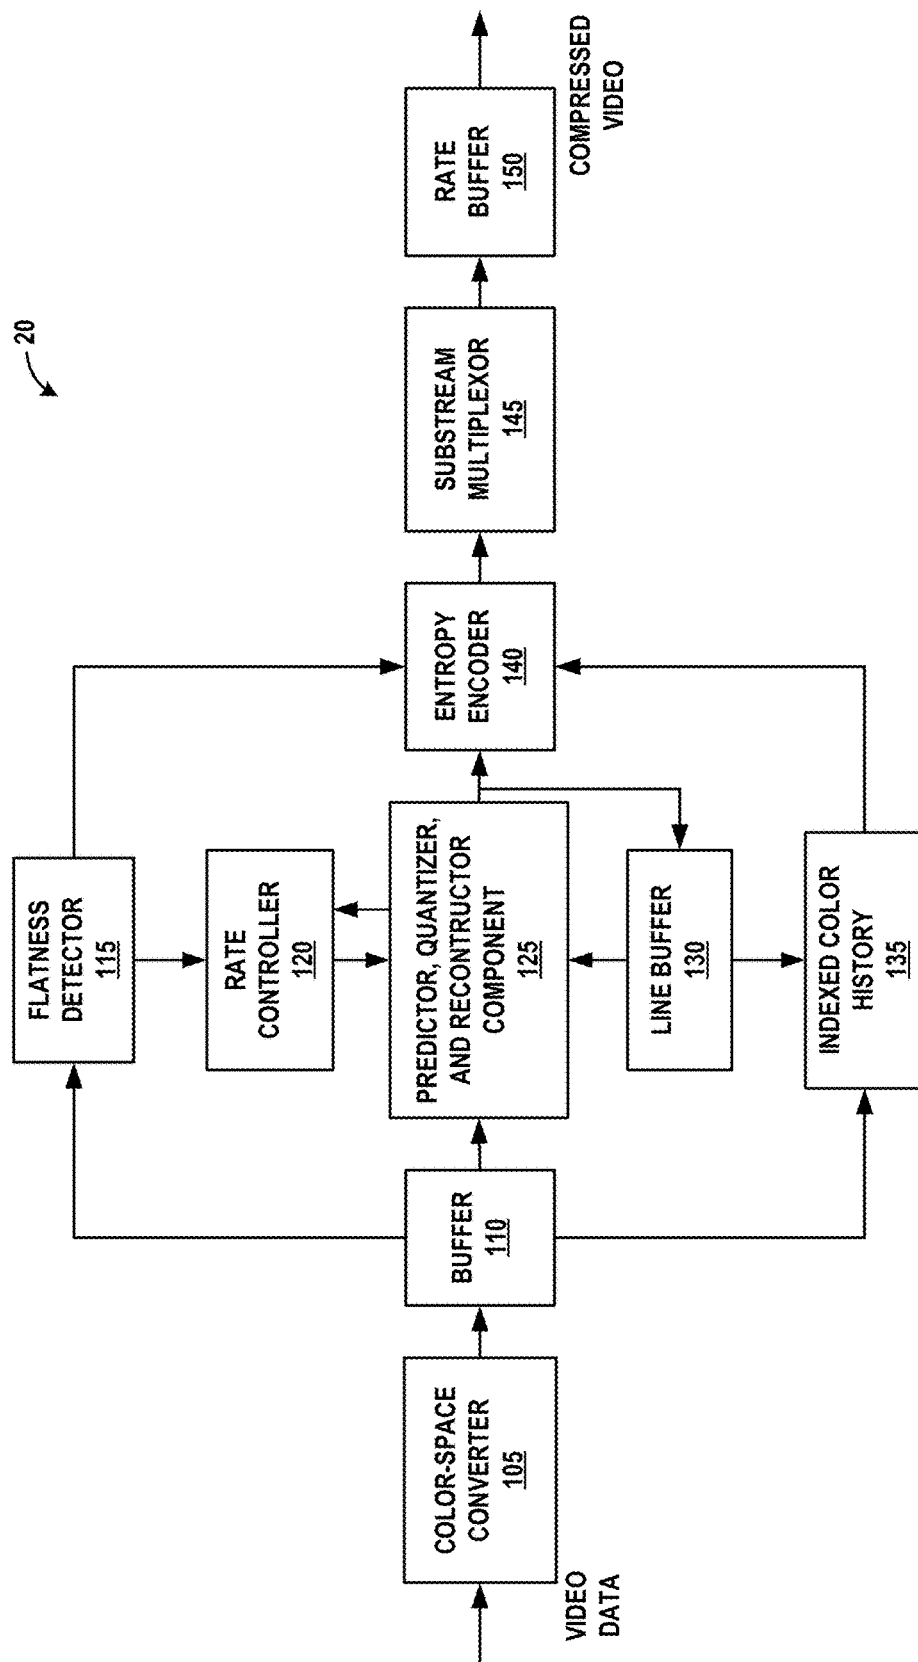 20
VIDEO
DATA
COLOR-SPACE
CONVERTER
105
BUFFER
110
FLATNESS
DETECTOR
115
RATE
CONTROLLER
120
PREDICTOR, QUANTIZER,
AND RECONTRUCTOR
COMPONENT
125
LINE BUFFER
130
INDEXED COLOR
HISTORY
135
ENTROPY
ENCODER
140
SUBSTREAM
MULTIPLEXOR
145
RATE
BUFFER
150
COMPRESSED
VIDEO